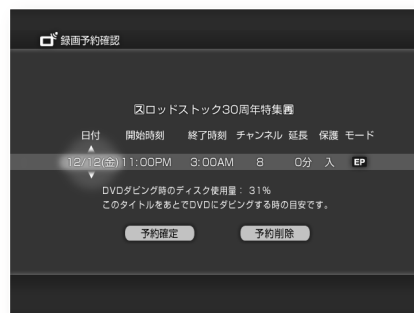 録画予約確認
🈡ロッドストック30周年特集🈞
日付 開始時刻 終了時刻 チャンネル 延長 保護 モード
12/12(金) 11:00PM 3:00AM 8 0分 入 EP
DVDダビング時のディスク使用量： 31%
このタイトルをあとでDVDにダビングする時の目安です。
予約確定 予約削除